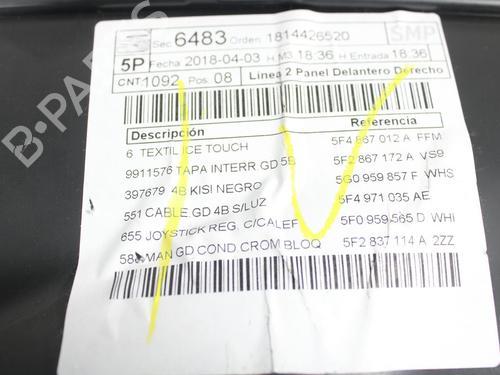 Sec. 6483 Orden 1814426520 SMP
5P Fecha 2018-04-03 H M3 18:36 H Entrada 18:36
CNT 1092 Pos. 08 Linea 2 Panel Delantero Derecho
Descripción Referencia
6 TEXTIL ICE TOUCH 5F4 867 012 A FFM
9911576 TAPA INTERR GD 5B 5F2 867 172 A VS9
397679 4B KISI NEGRO 5G0 959 857 F WHS
551 CABLE GD 4B S/LUZ 5F4 971 035 AE
655 JOYSTICK REG. C/CALEF 5F0 959 565 D WHI
MAN GD COND CROM BLOQ 5F2 837 114 A 2ZZ
B-PARTS